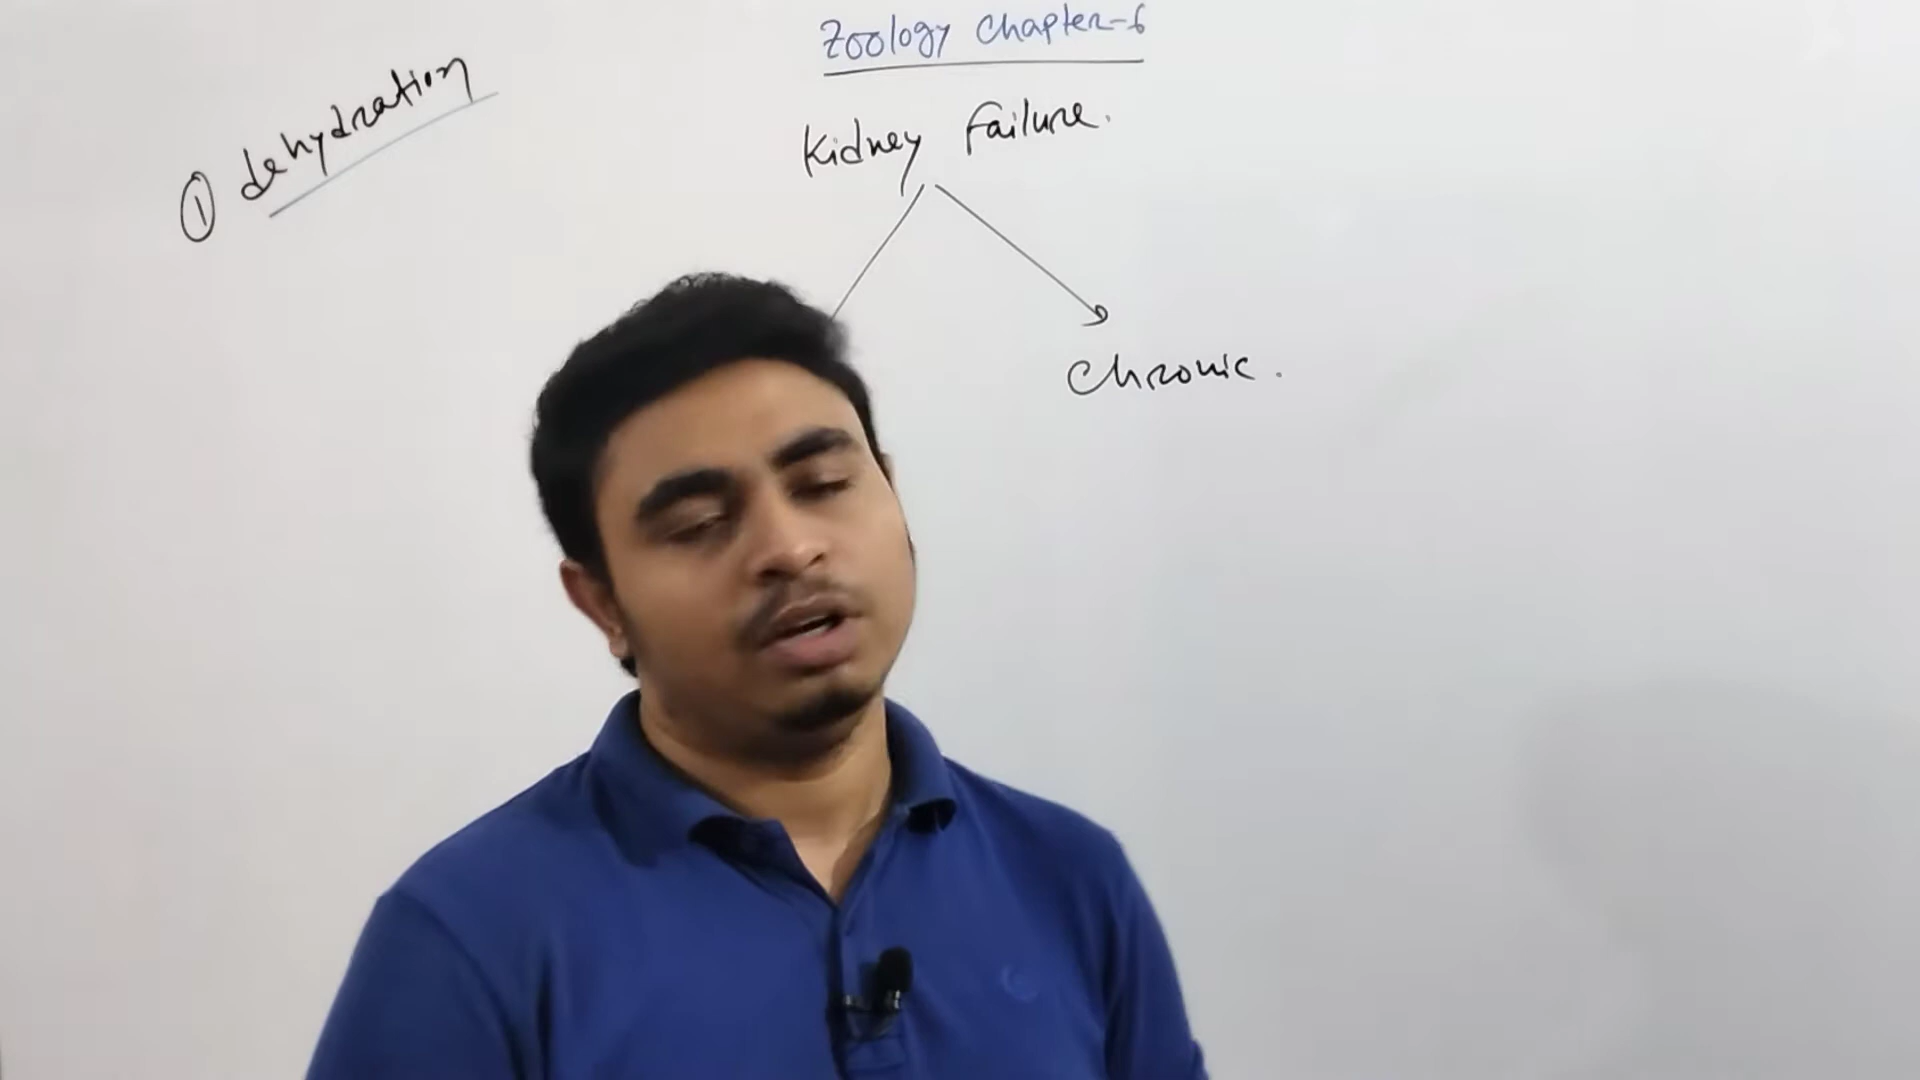 Zoology Chapter-6
Kidney Failure.
① dehydration
Chronic.